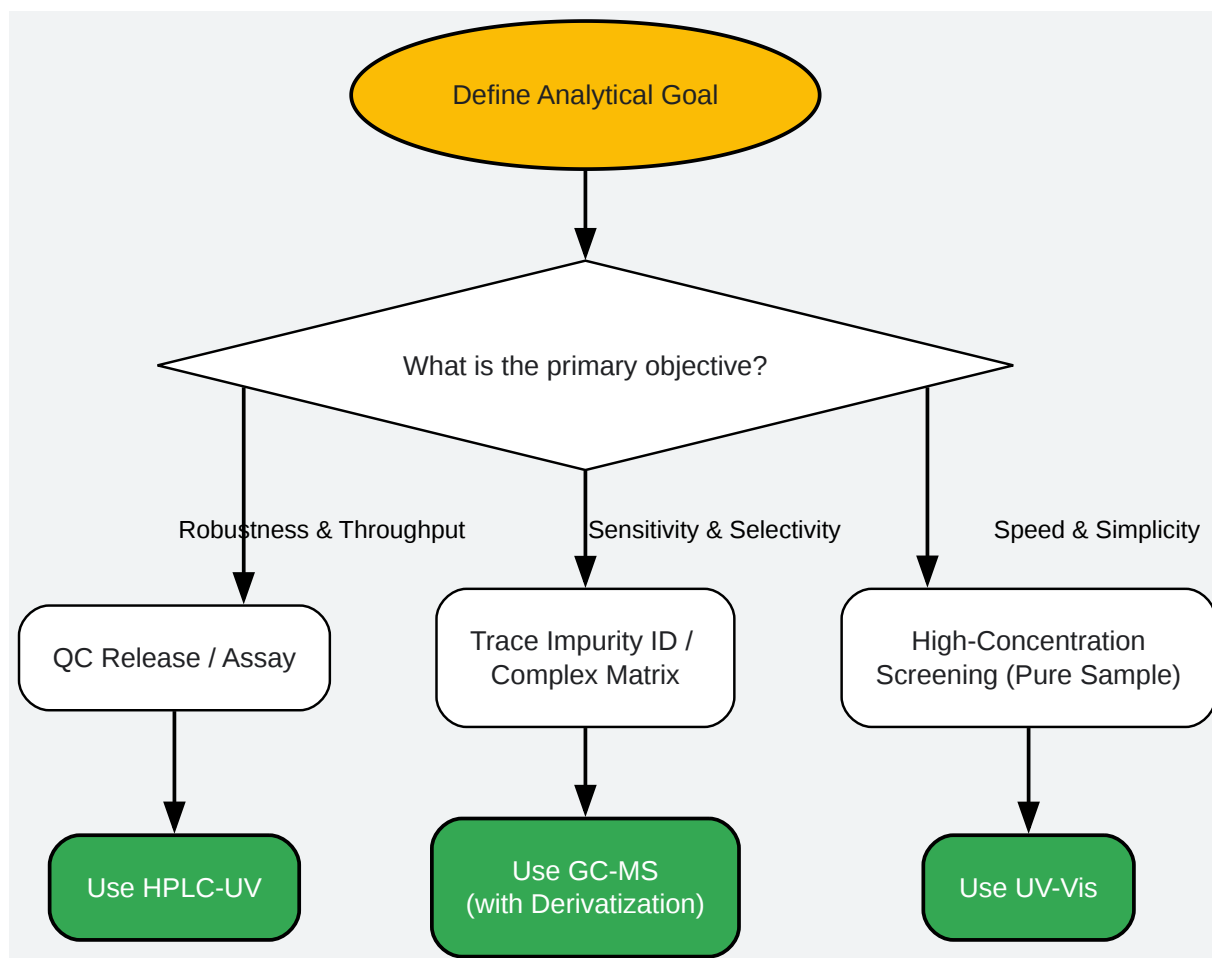 Define Analytical Goal
What is the primary objective?
Robustness & Throughput
Sensitivity & Selectivity
Speed & Simplicity
QC Release / Assay
Trace Impurity ID /
Complex Matrix
High-Concentration
Screening (Pure Sample)
Use HPLC-UV
Use GC-MS
(with Derivatization)
Use UV-Vis